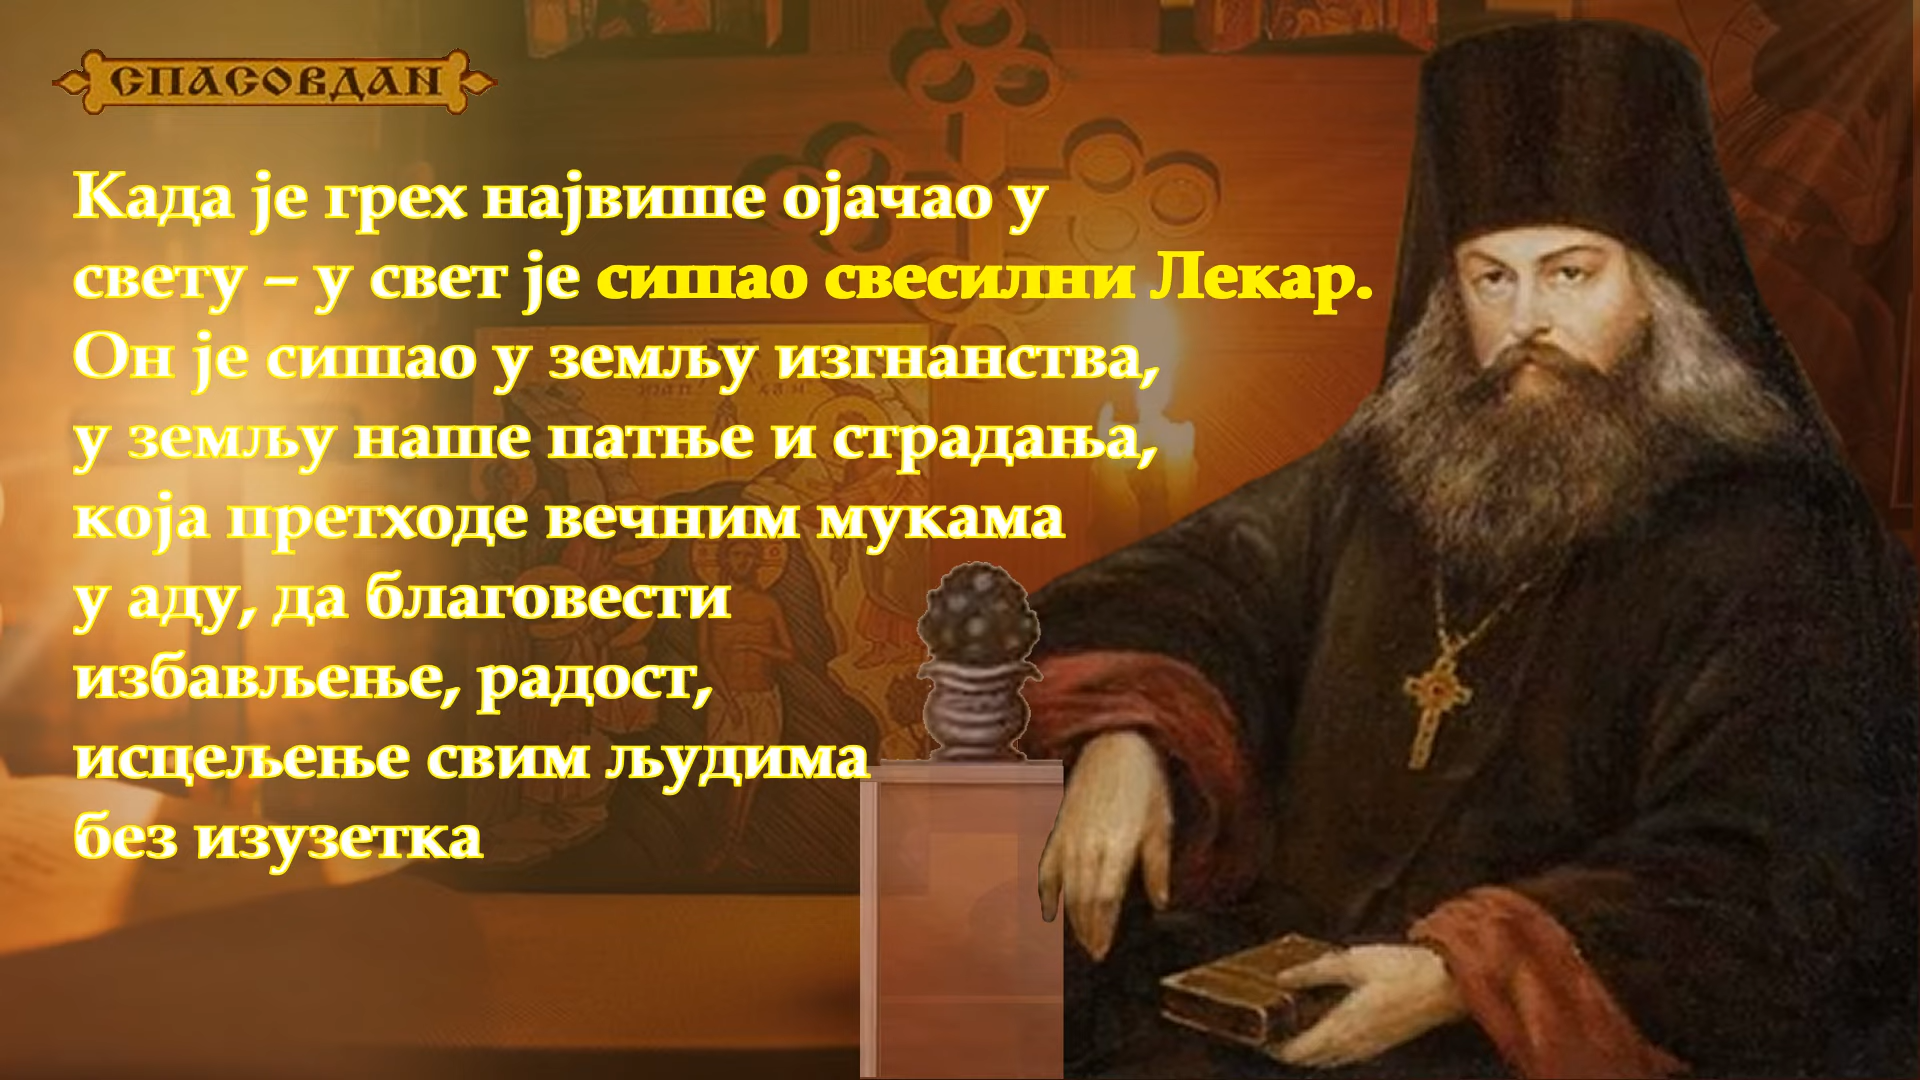 СПАСОВДАН
Када је грех највише ојачао у
свету – у свет је сишао свесилни Лекар.
Он је сишао у земљу изгнанства,
у земљу наше патње и страдања,
која претходе вечним мукама
у аду, да благовести
избављење, радост,
исцељење свим људима
без изузетка